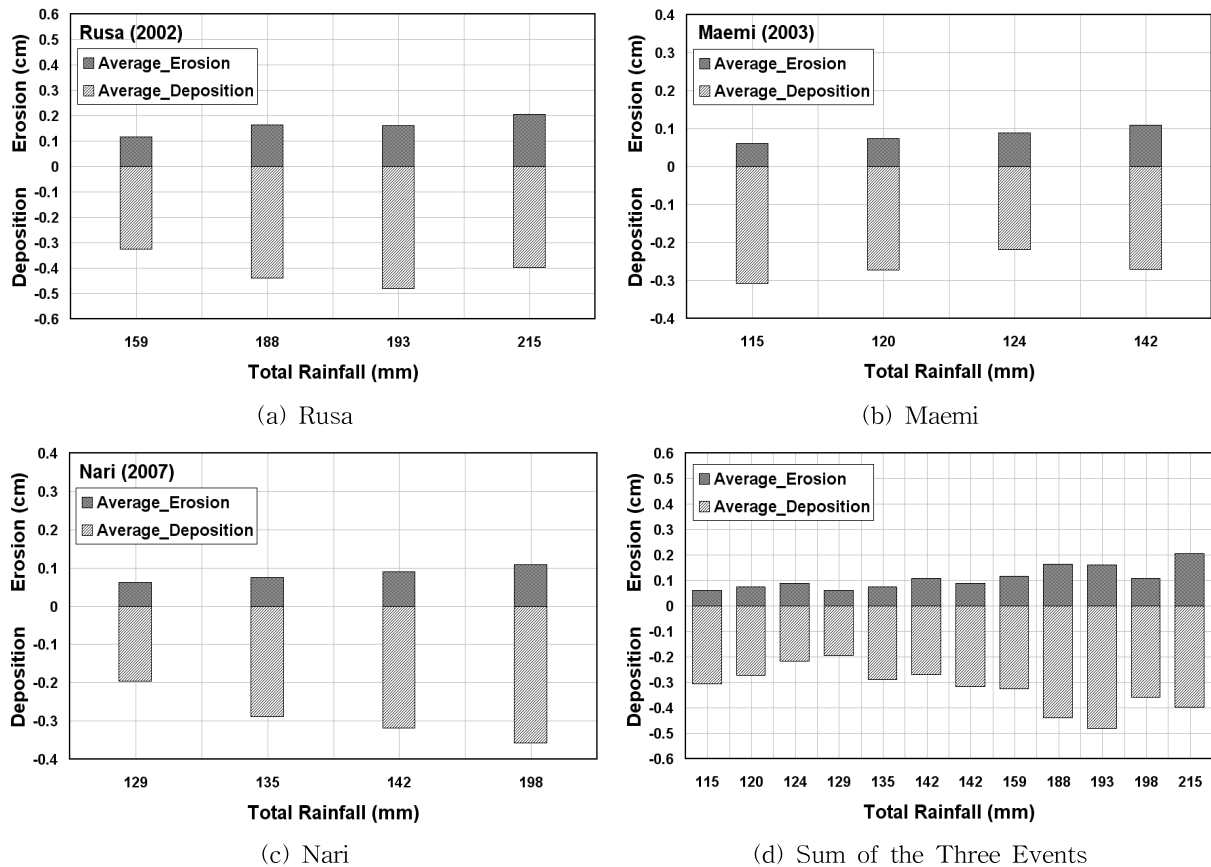 Rusa (2002)
Average_Erosion
Average_Deposition
Erosion (cm)
Deposition
0.6
0.5
0.4
0.3
0.2
0.1
0
-0.1
-0.2
-0.3
-0.4
-0.5
-0.6
159 188 193 215
Total Rainfall (mm)
(a) Rusa
Maemi (2003)
Average_Erosion
Average_Deposition
Erosion (cm)
Deposition
0.4
0.3
0.2
0.1
0
-0.1
-0.2
-0.3
-0.4
115 120 124 142
Total Rainfall (mm)
(b) Maemi
Nari (2007)
Average_Erosion
Average_Deposition
Erosion (cm)
Deposition
0.4
0.3
0.2
0.1
0
-0.1
-0.2
-0.3
-0.4
129 135 142 198
Total Rainfall (mm)
(c) Nari
Average_Erosion
Average_Deposition
Erosion (cm)
Deposition
0.6
0.5
0.4
0.3
0.2
0.1
0
-0.1
-0.2
-0.3
-0.4
-0.5
-0.6
115 120 124 129 135 142 142 159 188 193 198 215
Total Rainfall (mm)
(d) Sum of the Three Events